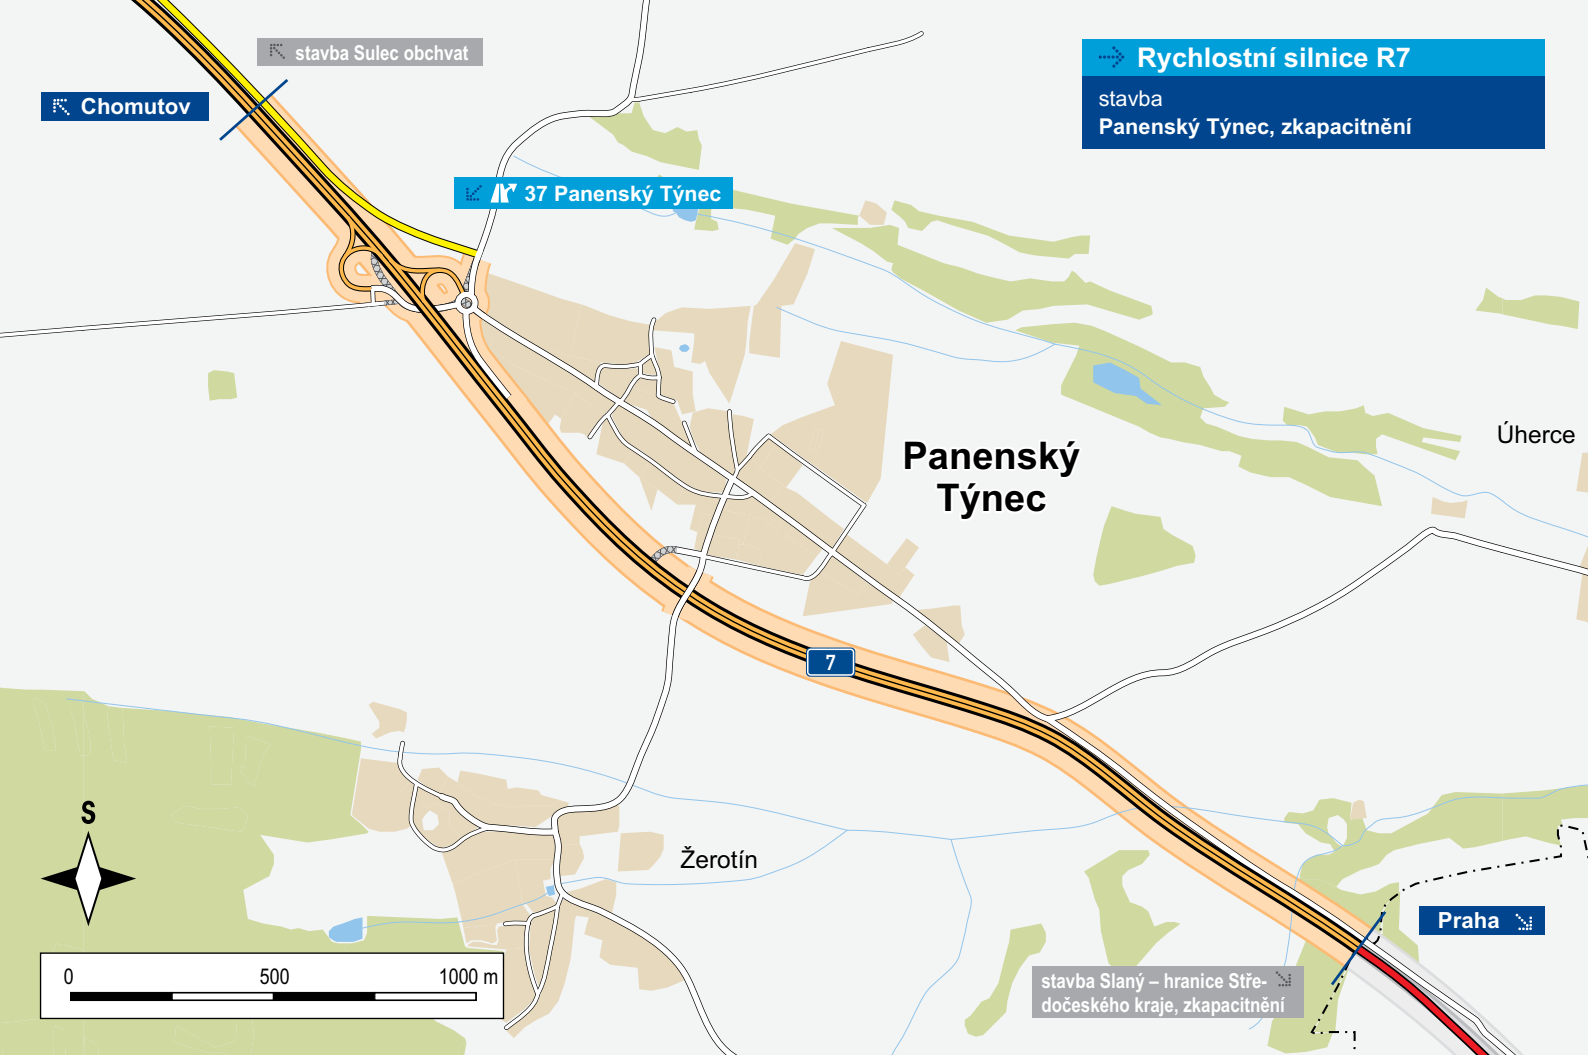 stavba Sulec obchvat
Chomutov
Rychlostní silnice R7
stavba
Panenský Týnec, zkapacitnění
37 Panenský Týnec
Úherce
Panenský
Týnec
7
Žerotín
S
0 500 1000 m
Praha
stavba Slaný – hranice Stře-
dočeského kraje, zkapacitnění